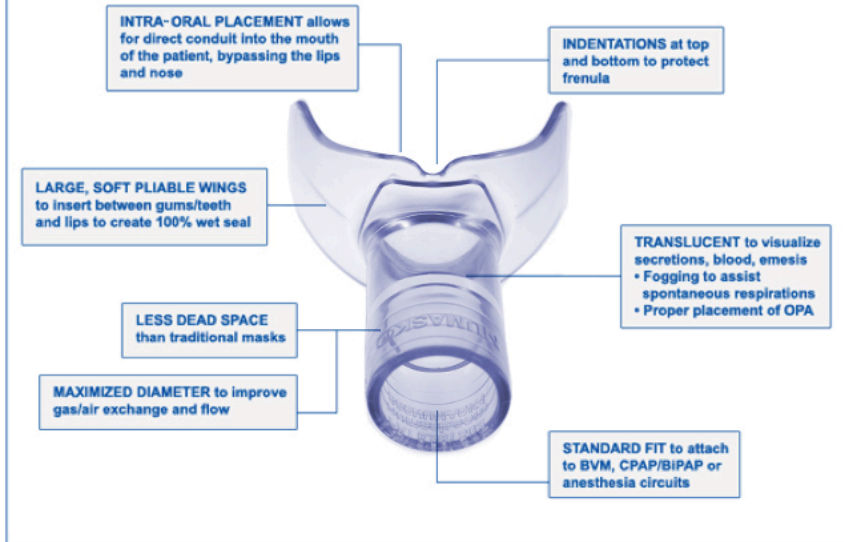 INTRA-ORAL PLACEMENT allows
for direct conduit into the mouth
of the patient, bypassing the lips
and nose
INDENTATIONS at top
and bottom to protect
frenula
LARGE, SOFT PLIABLE WINGS
to insert between gums/teeth
and lips to create 100% wet seal
TRANSLUCENT to visualize
secretions, blood, emesis
• Fogging to assist
spontaneous respirations
• Proper placement of OPA
LESS DEAD SPACE
than traditional masks
NUMASK
MAXIMIZED DIAMETER to improve
gas/air exchange and flow
STANDARD FIT to attach
to BVM, CPAP/BiPAP or
anesthesia circuits